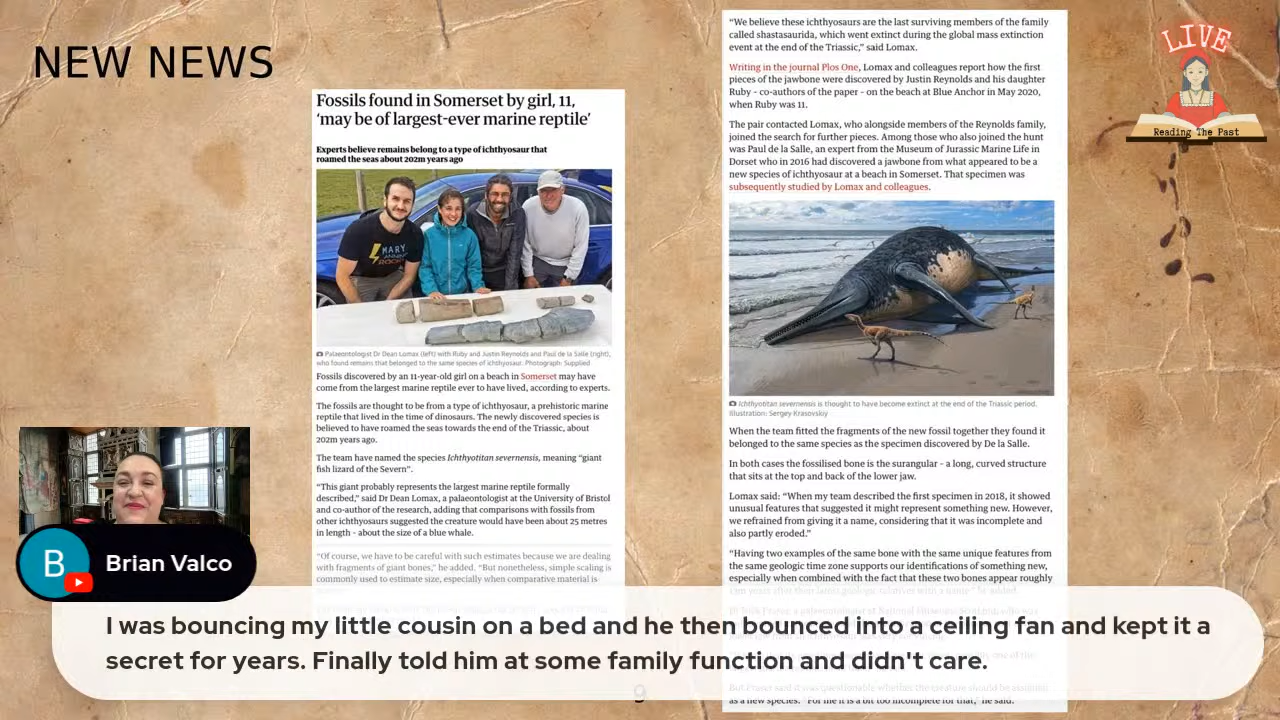 NEW NEWS
Fossils found in Somerset by girl, 11,
‘may be of largest-ever marine reptile’
Experts believe remains belong to a type of ichthyosaur that
roamed the seas about 202m years ago
MARY
ANNING
ROCKS
Palaeontologist Dr Dean Lomax (left) with Ruby and Justin Reynolds and Paul de la Salle (right),
who found remains that belonged to the same species of ichthyosaur. Photograph: Supplied
Fossils discovered by an 11-year-old girl on a beach in Somerset may have
come from the largest marine reptile ever to have lived, according to experts.
The fossils are thought to be from a type of ichthyosaur, a prehistoric marine
reptile that lived in the time of dinosaurs. The newly discovered species is
believed to have roamed the seas towards the end of the Triassic, about
202m years ago.
The team have named the species Ichthyotitan severnensis, meaning “giant
fish lizard of the Severn”.
“This giant probably represents the largest marine reptile formally
described,” said Dr Dean Lomax, a palaeontologist at the University of Bristol
and co-author of the research, adding that comparisons with fossils from
other ichthyosaurs suggested the creature would have been about 25 metres
in length – about the size of a blue whale.
“Of course, we have to be careful with such estimates because we are dealing
with fragments of giant bones,” he added. “But nonetheless, simple scaling is
commonly used to estimate size, especially when comparative material is
“We believe these ichthyosaurs are the last surviving members of the family
called shastasaurida, which went extinct during the global mass extinction
event at the end of the Triassic,” said Lomax.
Writing in the journal Plos One, Lomax and colleagues report how the first
pieces of the jawbone were discovered by Justin Reynolds and his daughter
Ruby – co-authors of the paper – on the beach at Blue Anchor in May 2020,
when Ruby was 11.
The pair contacted Lomax, who alongside members of the Reynolds family,
joined the search for further pieces. Among those who also joined the hunt
was Paul de la Salle, an expert from the Museum of Jurassic Marine Life in
Dorset who in 2016 had discovered a jawbone from what appeared to be a
new species of ichthyosaur at a beach in Somerset. That specimen was
subsequently studied by Lomax and colleagues.
Ichthyotitan severnensis is thought to have become extinct at the end of the Triassic period.
Illustration: Sergey Krasovskiy
When the team fitted the fragments of the new fossil together they found it
belonged to the same species as the specimen discovered by De la Salle.
In both cases the fossilised bone is the surangular – a long, curved structure
that sits at the top and back of the lower jaw.
Lomax said: “When my team described the first specimen in 2018, it showed
unusual features that suggested it might represent something new. However,
we refrained from giving it a name, considering that it was incomplete and
also partly eroded.”
“Having two examples of the same bone with the same unique features from
the same geologic time zone supports our identifications of something new,
especially when combined with the fact that these two bones appear roughly
as a new species. “For me it is a bit too incomplete for that,” he said.
LIVE
Reading The Past
B
Brian Valco
I was bouncing my little cousin on a bed and he then bounced into a ceiling fan and kept it a
secret for years. Finally told him at some family function and didn't care.
9